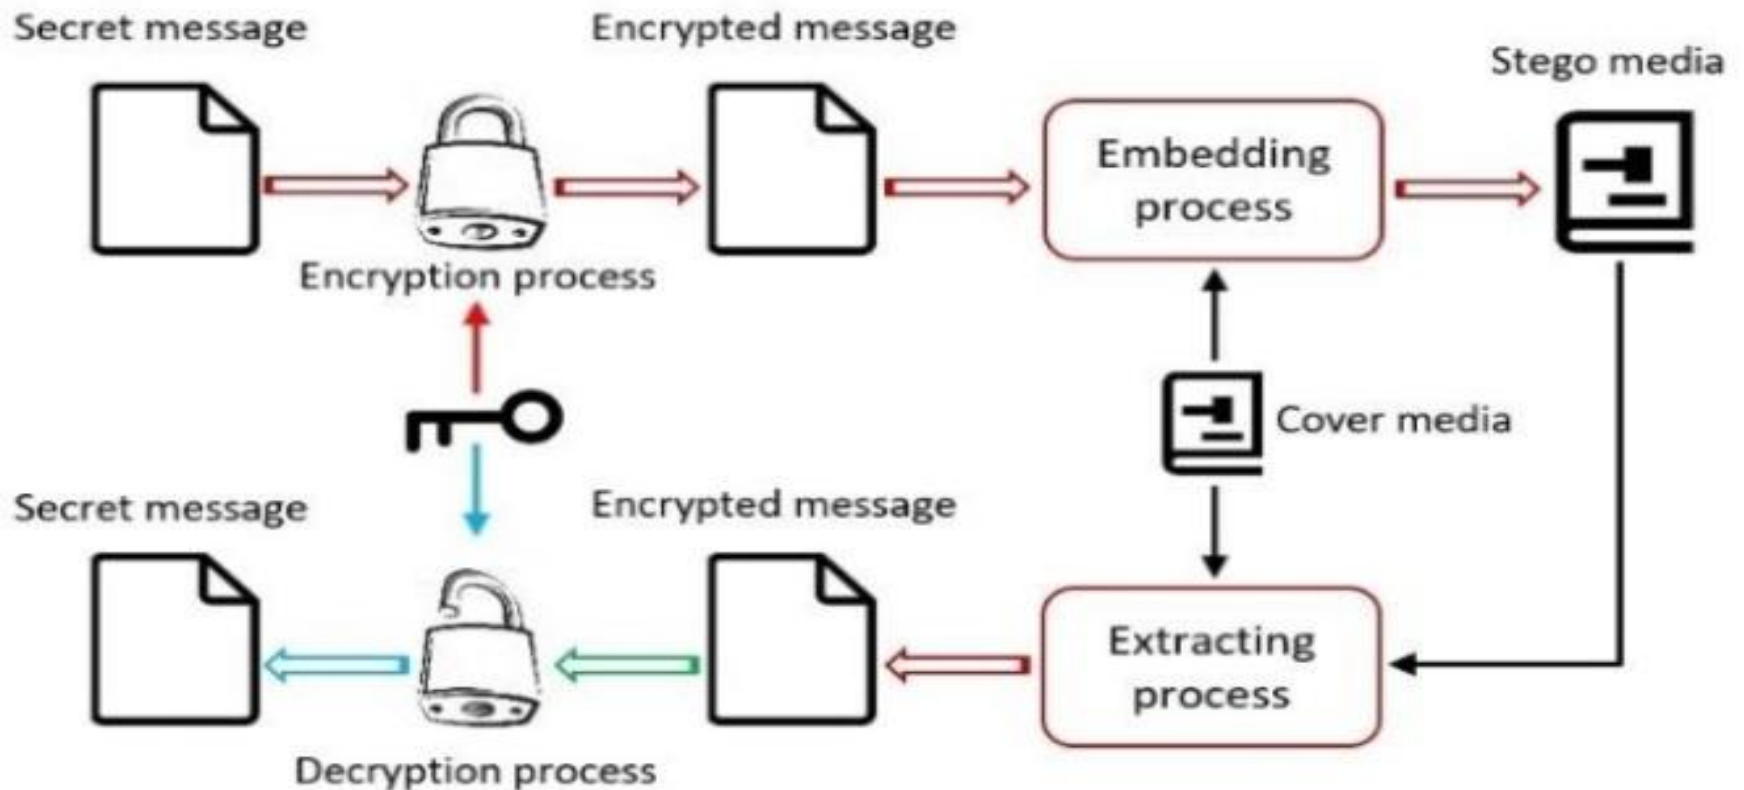 Secret message
Encrypted message
Stego media
Embedding
process
Encryption process
Cover media
Secret message
Encrypted message
Extracting
process
Decryption process